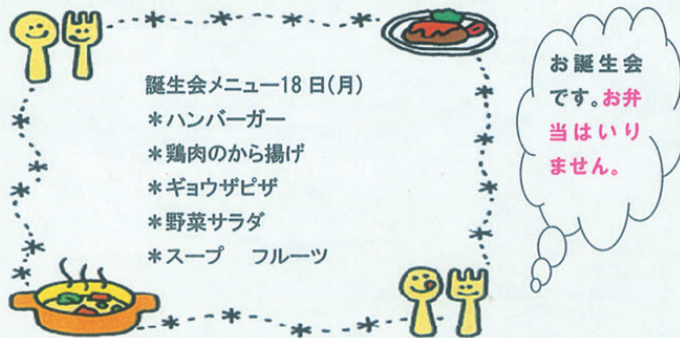 誕生会メニュー18日(月)
＊ハンバーガー
＊鶏肉のから揚げ
＊ギョウザピザ
＊野菜サラダ
＊スープ　フルーツ
お誕生会
です。お弁
当はいり
ません。